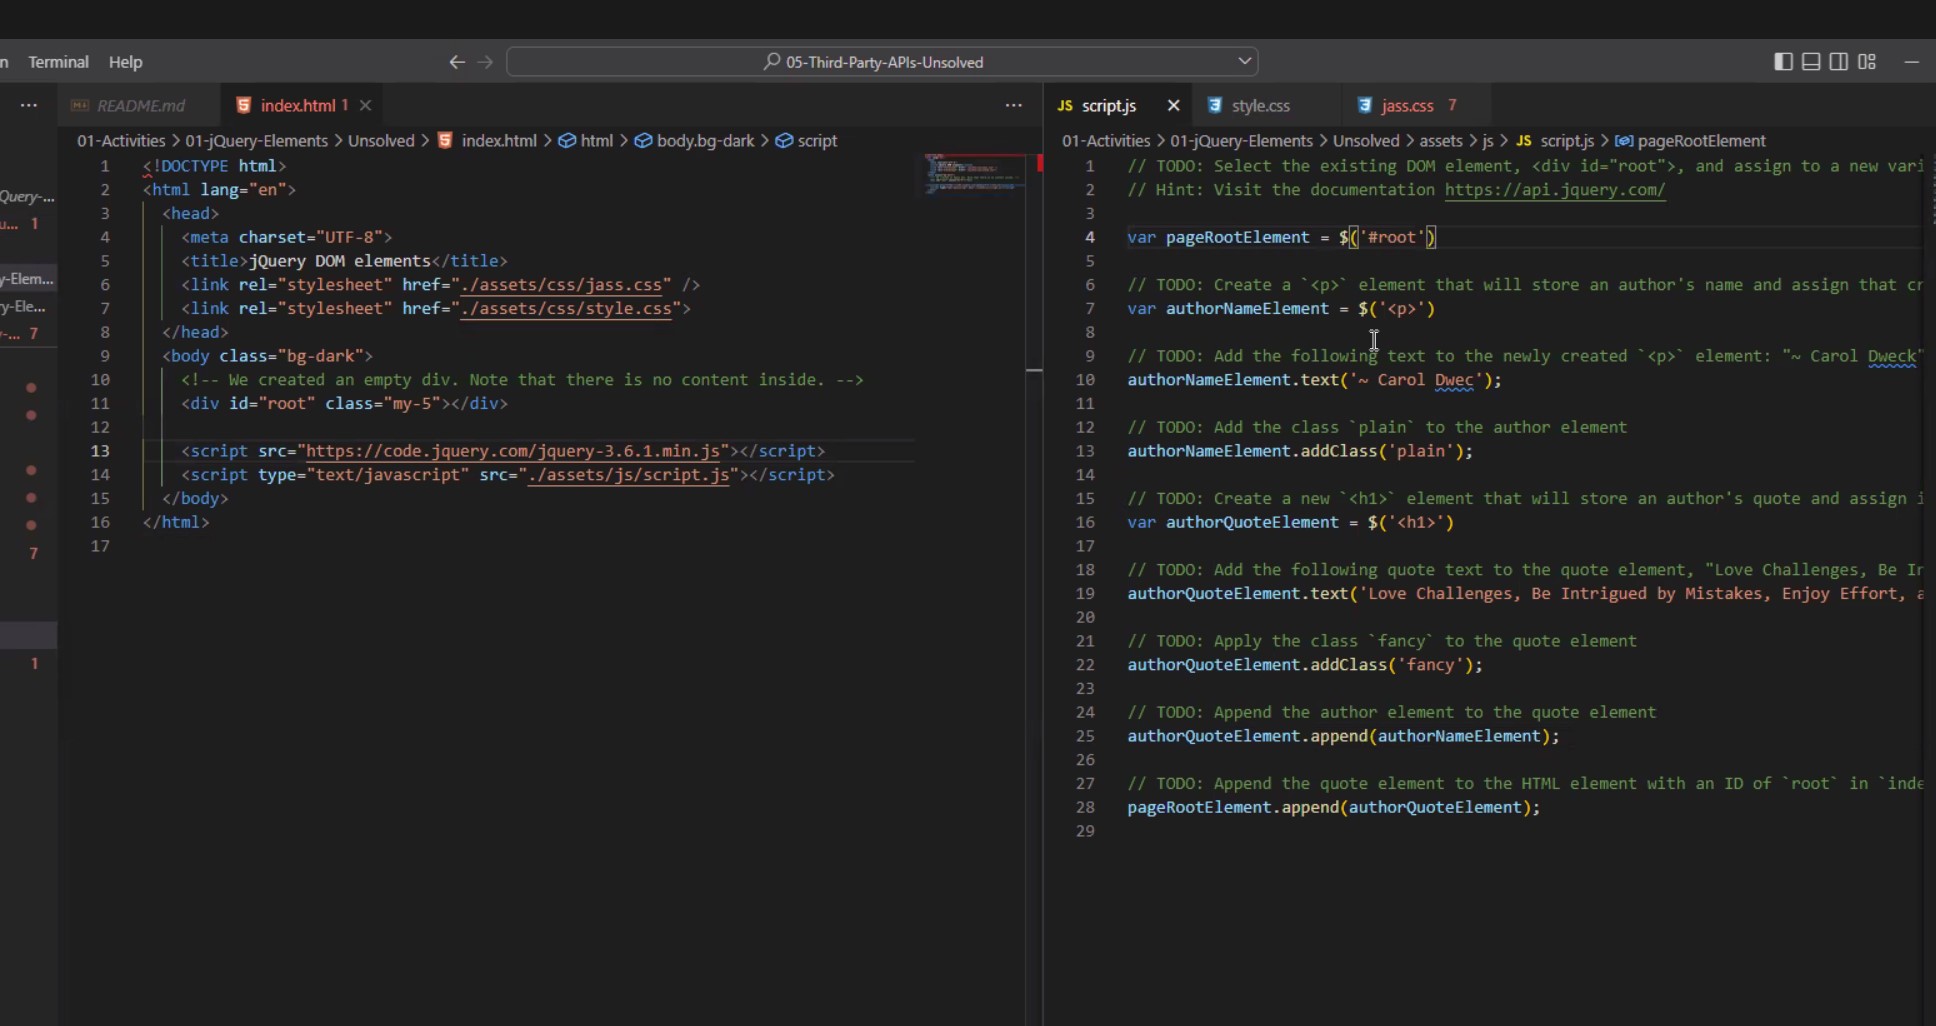 n Terminal Help
05-Third-Party-APIs-Unsolved
README.md
index.html 1
script.js
style.css
jass.css 7
01-Activities > 01-jQuery-Elements > Unsolved > index.html > html > body.bg-dark > script
01-Activities > 01-jQuery-Elements > Unsolved > assets > js > JS script.js > pageRootElement
Query-...
u... 1
y-Elem...
ry-Ele...
-... 7
7
1
1 <!DOCTYPE html>
2 <html lang="en">
3 <head>
4 <meta charset="UTF-8">
5 <title>jQuery DOM elements</title>
6 <link rel="stylesheet" href="./assets/css/jass.css" />
7 <link rel="stylesheet" href="./assets/css/style.css">
8 </head>
9 <body class="bg-dark">
10 <!-- We created an empty div. Note that there is no content inside. -->
11 <div id="root" class="my-5"></div>
12
13 <script src="https://code.jquery.com/jquery-3.6.1.min.js"></script>
14 <script type="text/javascript" src="./assets/js/script.js"></script>
15 </body>
16 </html>
17
1 // TODO: Select the existing DOM element, <div id="root">, and assign to a new vari
2 // Hint: Visit the documentation https://api.jquery.com/
3
4 var pageRootElement = $('#root')
5
6 // TODO: Create a `<p>` element that will store an author's name and assign that cr
7 var authorNameElement = $('<p>')
8
9 // TODO: Add the following text to the newly created `<p>` element: "~ Carol Dweck"
10 authorNameElement.text('~ Carol Dwec');
11
12 // TODO: Add the class `plain` to the author element
13 authorNameElement.addClass('plain');
14
15 // TODO: Create a new `<h1>` element that will store an author's quote and assign i
16 var authorQuoteElement = $('<h1>')
17
18 // TODO: Add the following quote text to the quote element, "Love Challenges, Be In
19 authorQuoteElement.text('Love Challenges, Be Intrigued by Mistakes, Enjoy Effort, a
20
21 // TODO: Apply the class `fancy` to the quote element
22 authorQuoteElement.addClass('fancy');
23
24 // TODO: Append the author element to the quote element
25 authorQuoteElement.append(authorNameElement);
26
27 // TODO: Append the quote element to the HTML element with an ID of `root` in `inde
28 pageRootElement.append(authorQuoteElement);
29